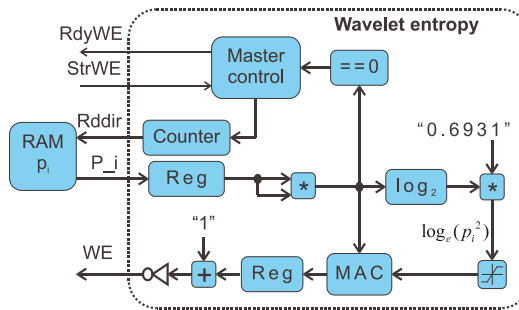 Wavelet entropy
RdyWE
StrWE
Master
control
==0
Rddir
Counter
"0.6931"
RAM
pᵢ
P_i
Reg
*
log₂
*
logₑ(pᵢ²)
"1"
WE
+
Reg
MAC